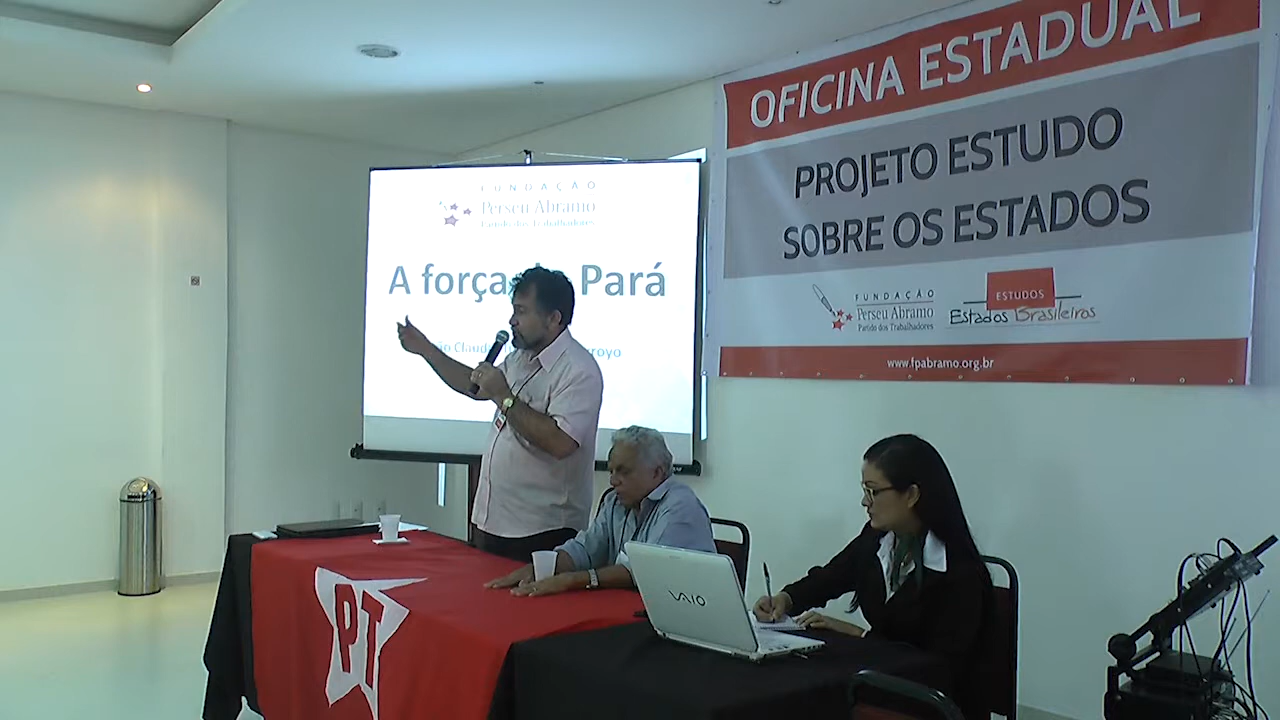 OFICINA ESTADUAL
PROJETO ESTUDO
SOBRE OS ESTADOS
FUNDAÇÃO
Perseu Abramo
Partido dos Trabalhadores
ESTUDOS
Estados Brasileiros
www.fpabramo.org.br
FUNDAÇÃO
Perseu Abramo
Partido dos Trabalhadores
A força Pará
VAIO
PT